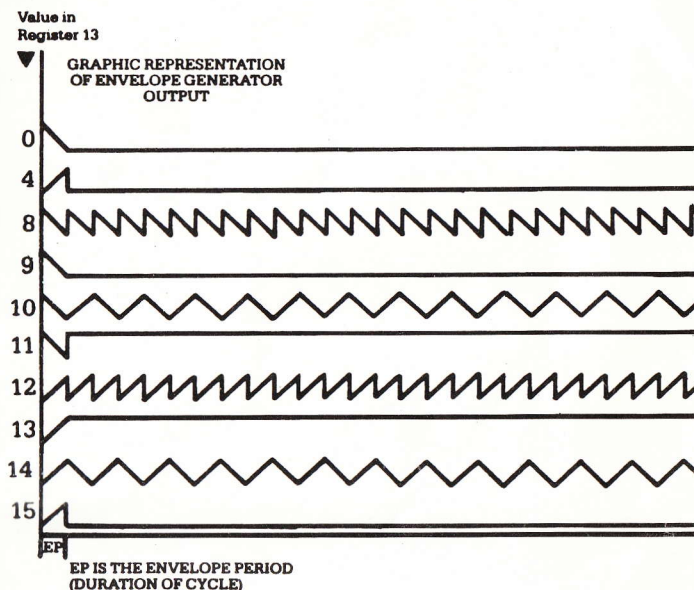 Value in
Register 13
GRAPHIC REPRESENTATION
OF ENVELOPE GENERATOR
OUTPUT
0
4
8
9
10
11
12
13
14
15
EP
EP IS THE ENVELOPE PERIOD
(DURATION OF CYCLE)